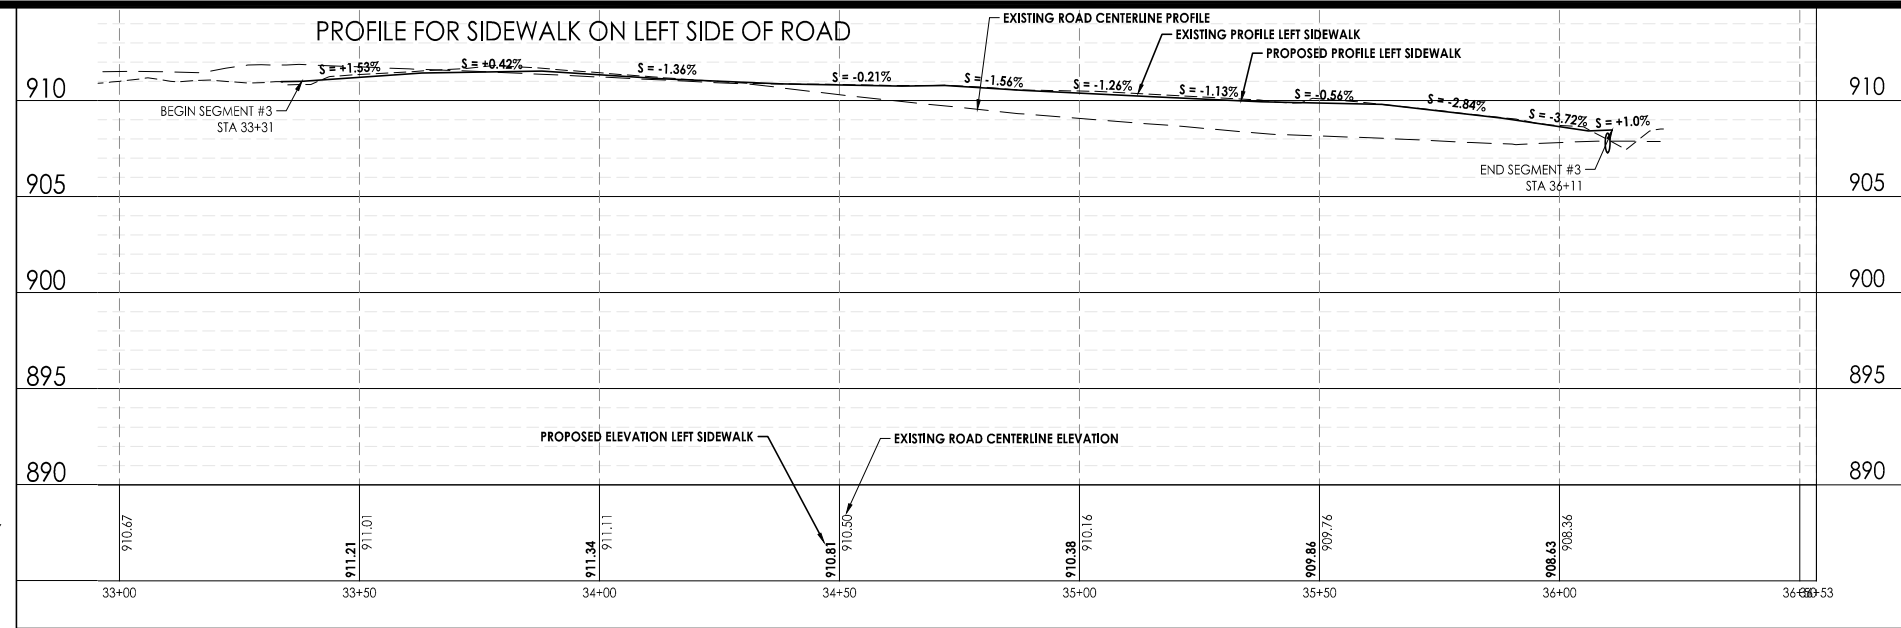 PROFILE FOR SIDEWALK ON LEFT SIDE OF ROAD
EXISTING ROAD CENTERLINE PROFILE
EXISTING PROFILE LEFT SIDEWALK
PROPOSED PROFILE LEFT SIDEWALK
S = +1.53%
S = +0.42%
S = -1.36%
S = -0.21%
S = -1.56%
S = -1.26%
S = -1.13%
S = -0.56%
S = -2.84%
S = -3.72%
S = +1.0%
910
910
BEGIN SEGMENT #3
STA 33+31
END SEGMENT #3
STA 36+11
905
905
900
900
895
895
PROPOSED ELEVATION LEFT SIDEWALK
EXISTING ROAD CENTERLINE ELEVATION
890
890
910.67
911.21
911.01
911.34
911.11
910.81
910.50
910.38
910.16
909.86
909.76
908.63
908.36
33+00
33+50
34+00
34+50
35+00
35+50
36+00